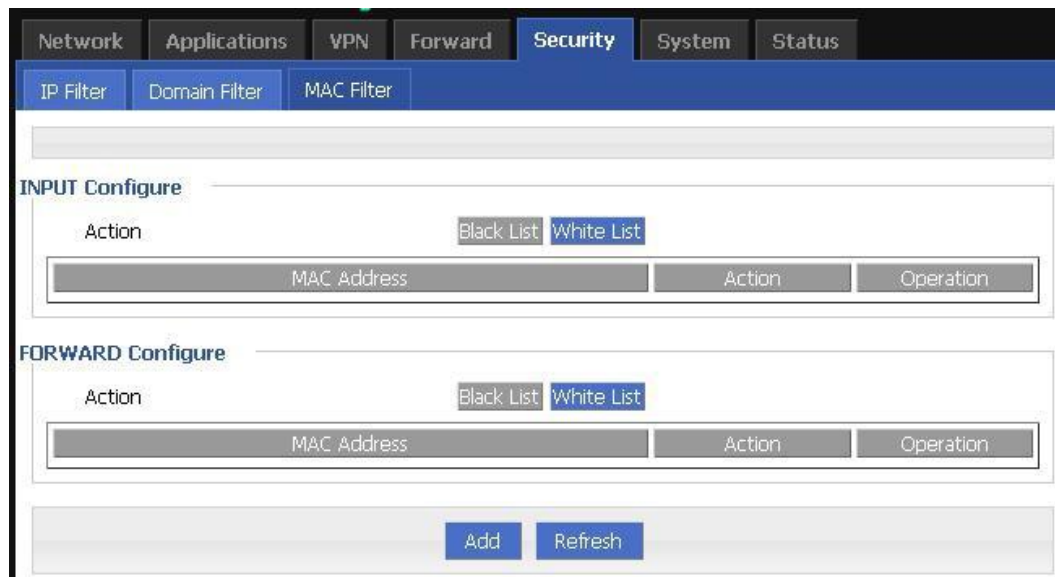 Network Applications VPN Forward Security System Status
IP Filter Domain Filter MAC Filter
INPUT Configure
Action Black List White List
MAC Address Action Operation
FORWARD Configure
Action Black List White List
MAC Address Action Operation
Add Refresh